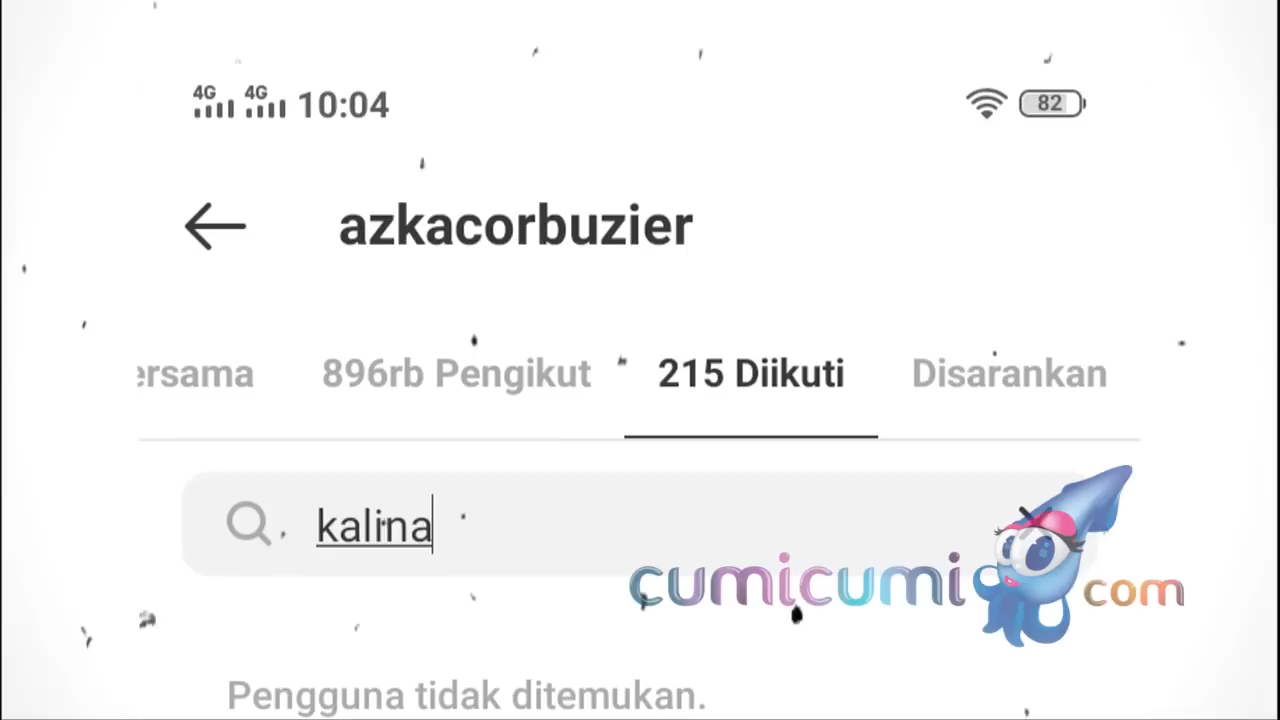 4G 4G 10:04 82
azkacorbuzier
ersama 896rb Pengikut 215 Diikuti Disarankan
kalina
cumicumi.com
Pengguna tidak ditemukan.